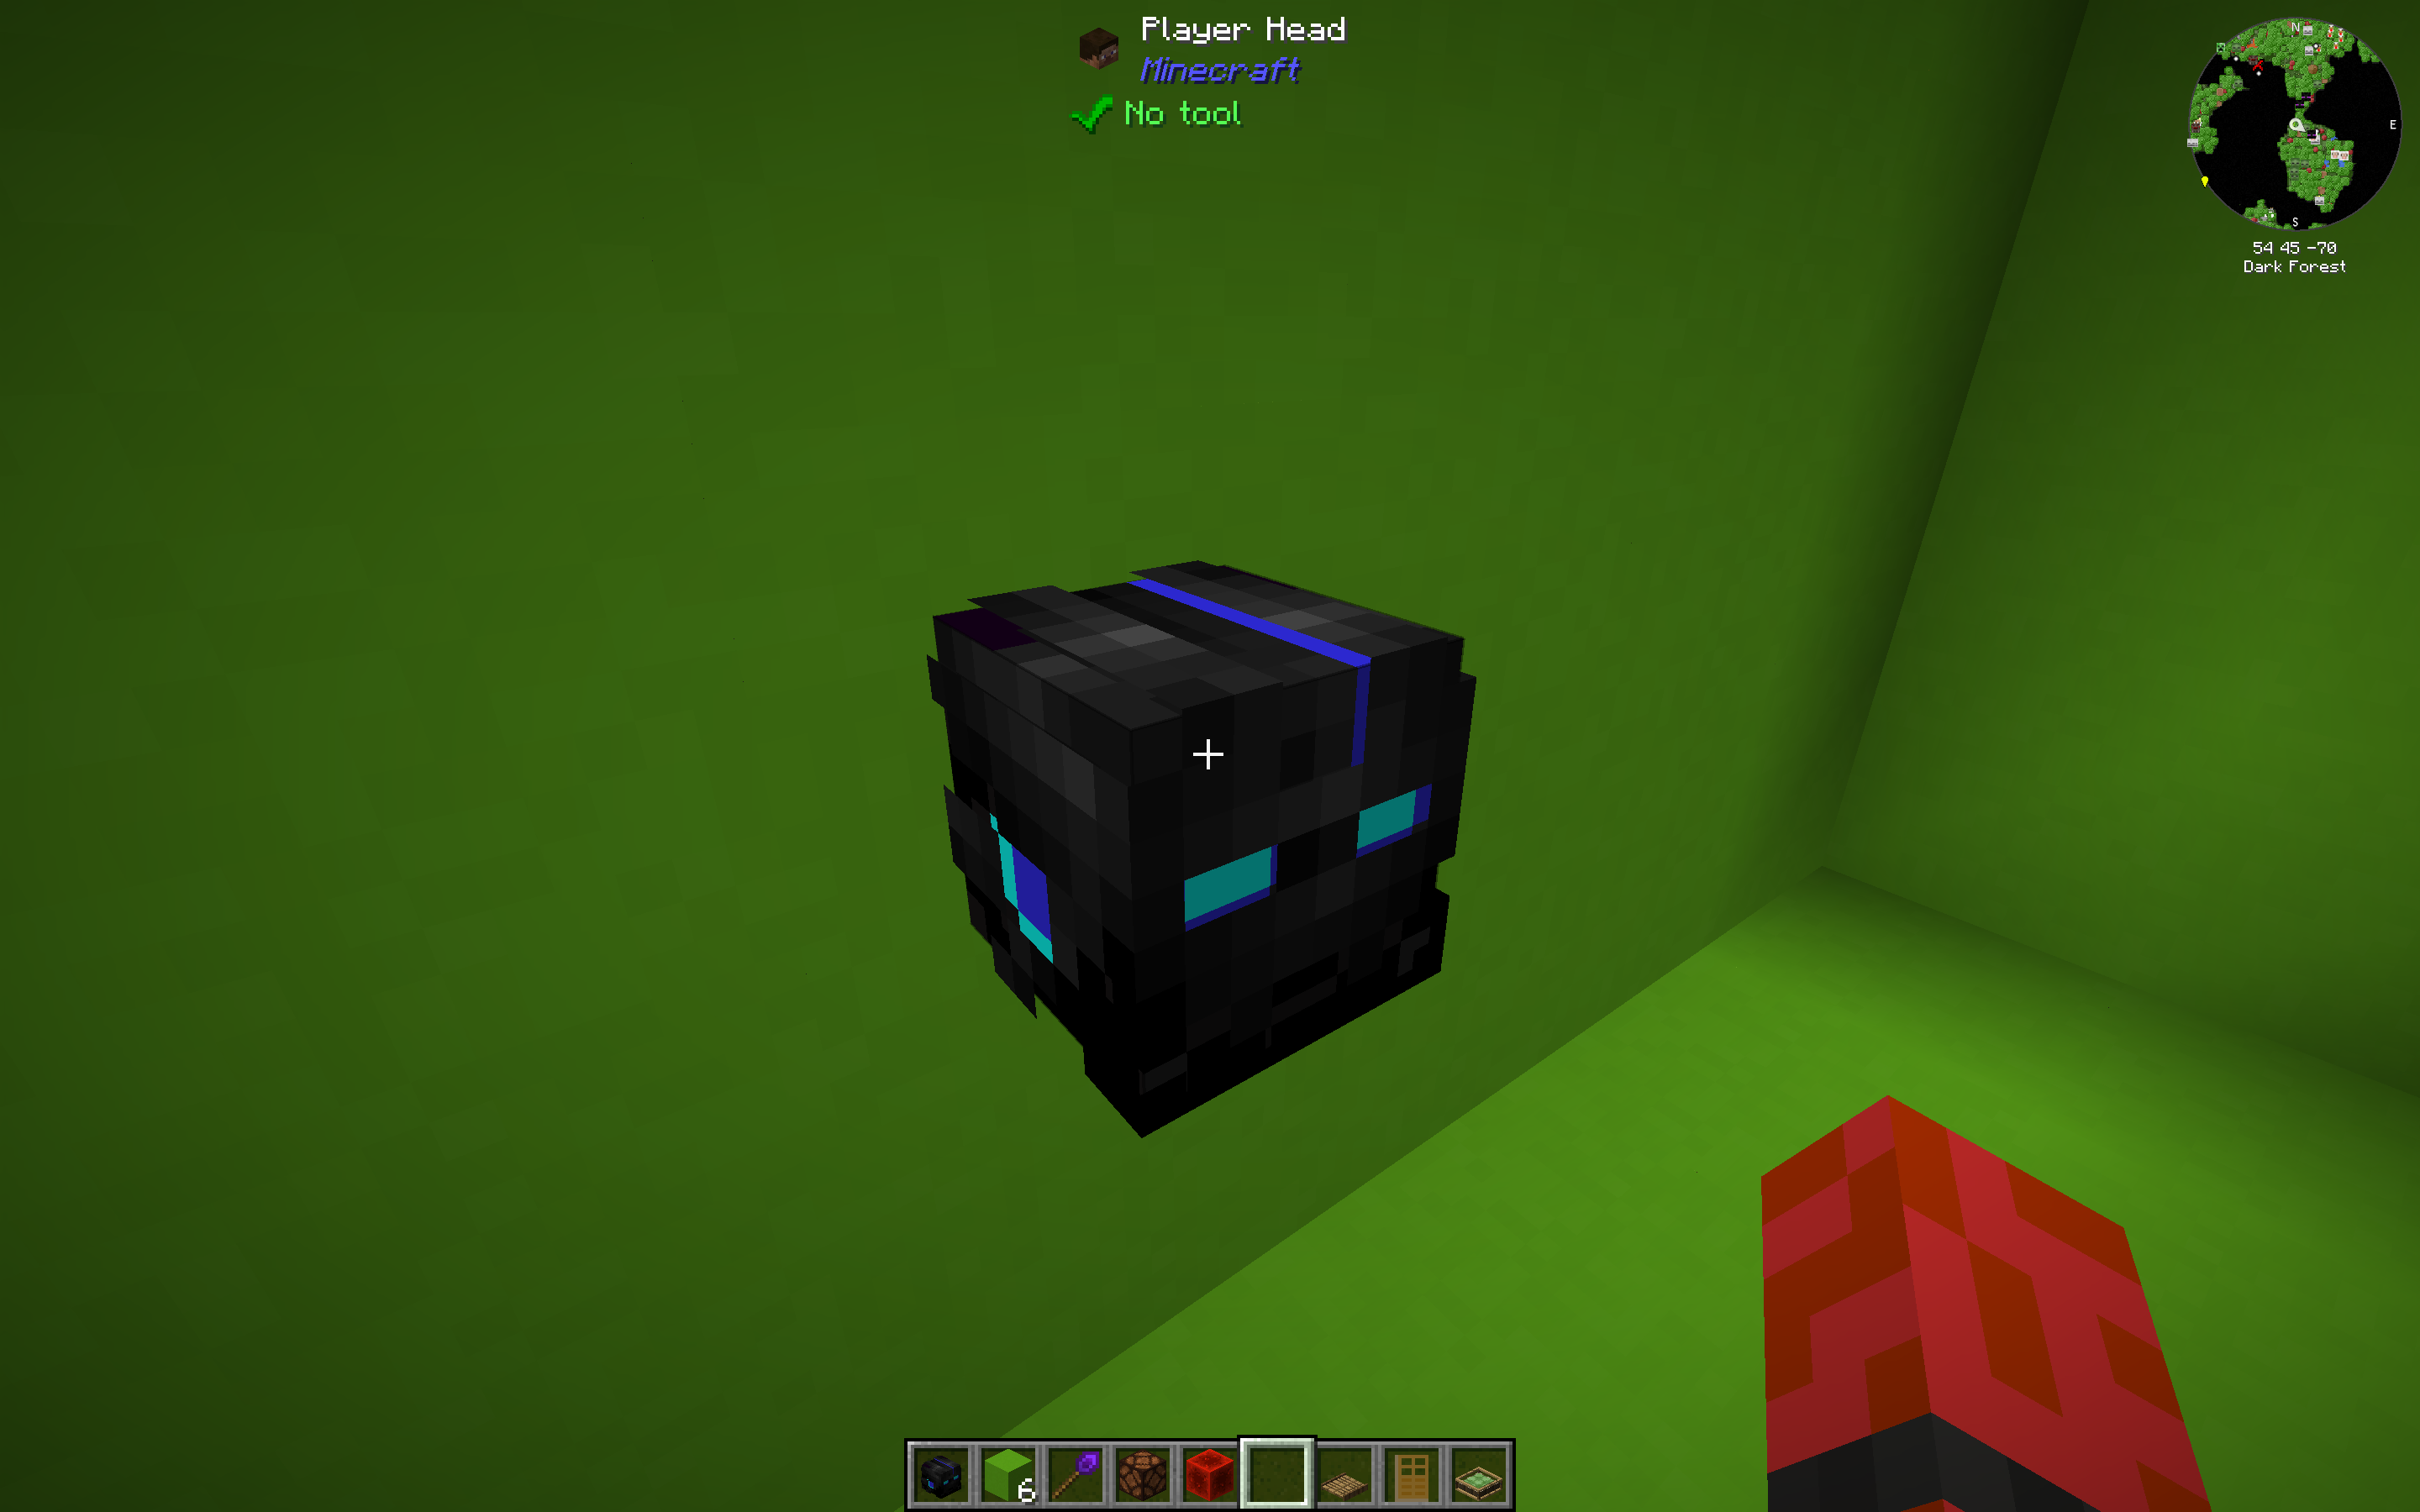 Player Head
Minecraft
No tool
N
E
S
54 45 -70
Dark Forest
6